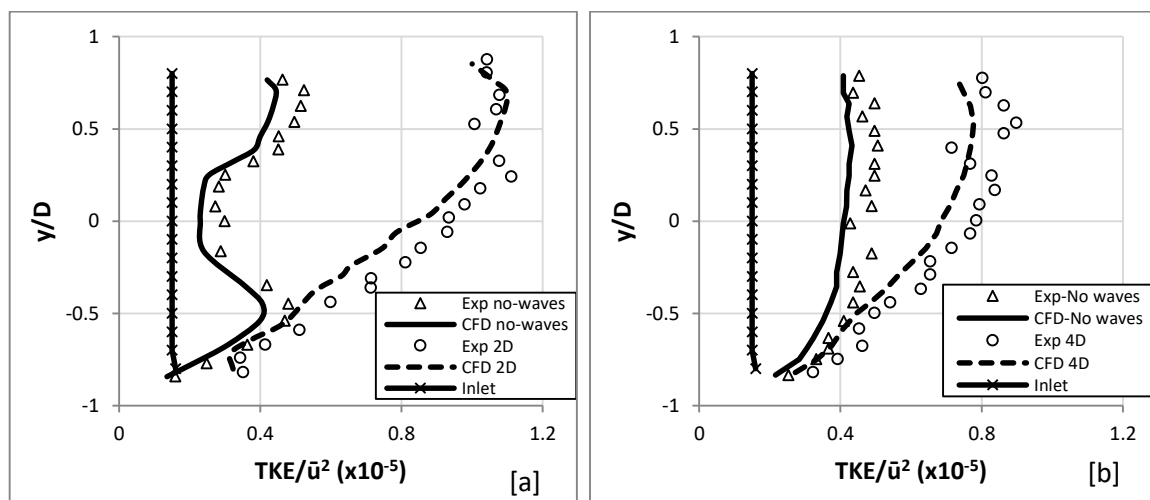 1
0.5
0
-0.5
-1
y/D
0
0.4
0.8
1.2
TKE/ū² (x10⁻⁵)
[a]
Exp no-waves
CFD no-waves
Exp 2D
CFD 2D
Inlet
1
0.5
0
-0.5
-1
y/D
0
0.4
0.8
1.2
TKE/ū² (x10⁻⁵)
[b]
Exp-No waves
CFD-No waves
Exp 4D
CFD 4D
Inlet